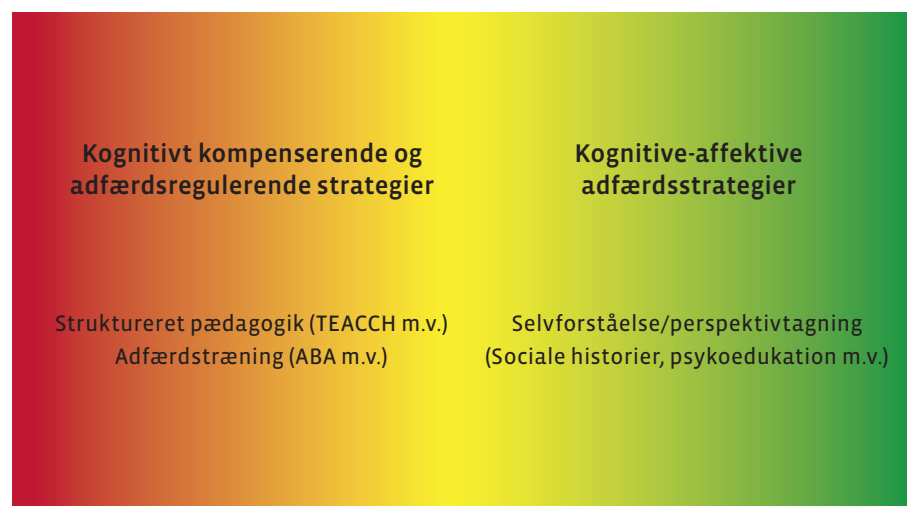 Kognitivt kompenserende og
adfærdsregulerende strategier
Kognitive-affektive
adfærdsstrategier
Struktureret pædagogik (TEACCH m.v.)
Adfærdstræning (ABA m.v.)
Selvforståelse/perspektivtagning
(Sociale historier, psykoedukation m.v.)